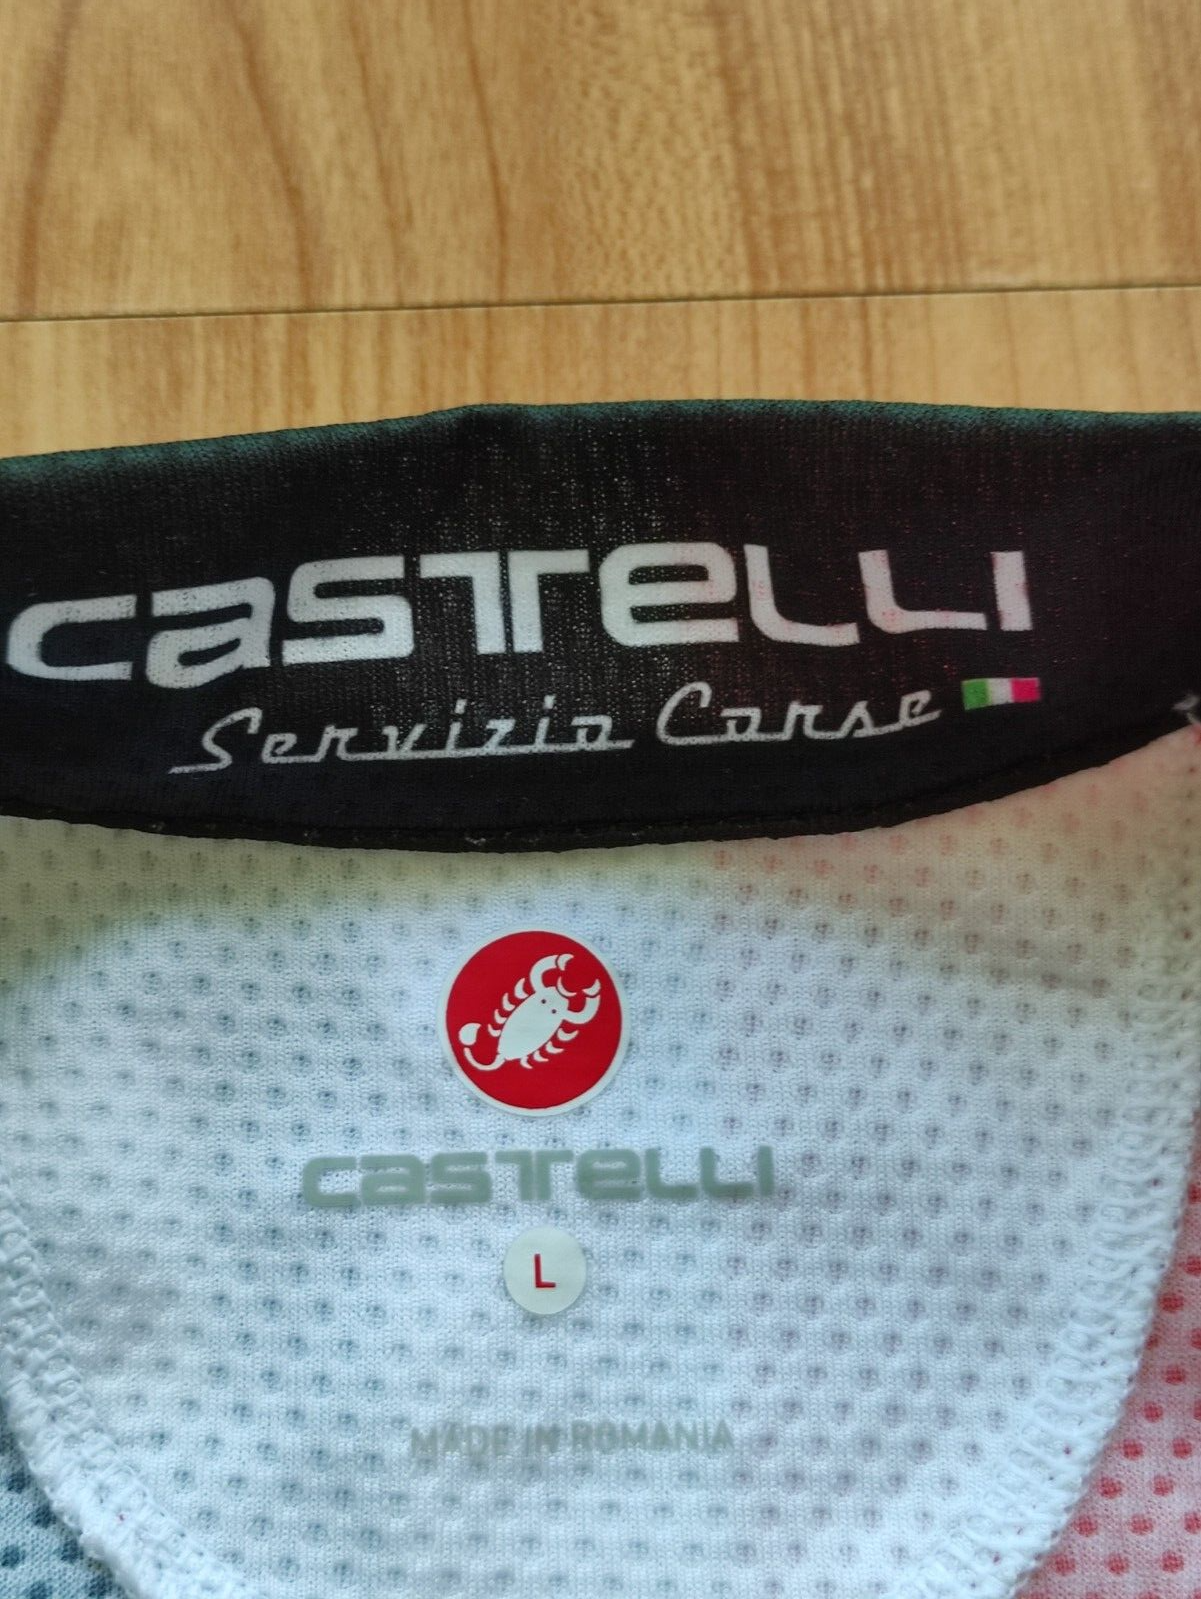 castelli
Servizio Corse
castelli
L
MADE IN ROMANIA